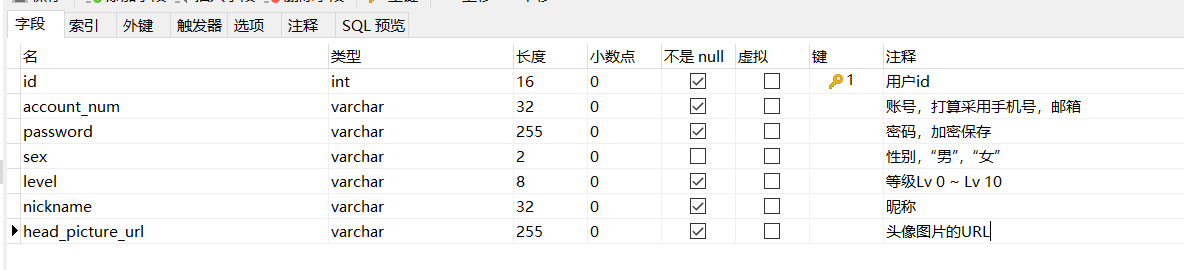 字段 索引 外键 触发器 选项 注释 SQL 预览
名 类型 长度 小数点 不是 null 虚拟 键 注释
id int 16 0 1 用户id
account_num varchar 32 0 账号，打算采用手机号，邮箱
password varchar 255 0 密码，加密保存
sex varchar 2 0 性别，“男”，“女”
level varchar 8 0 等级Lv 0 ~ Lv 10
nickname varchar 32 0 昵称
head_picture_url varchar 255 0 头像图片的URL